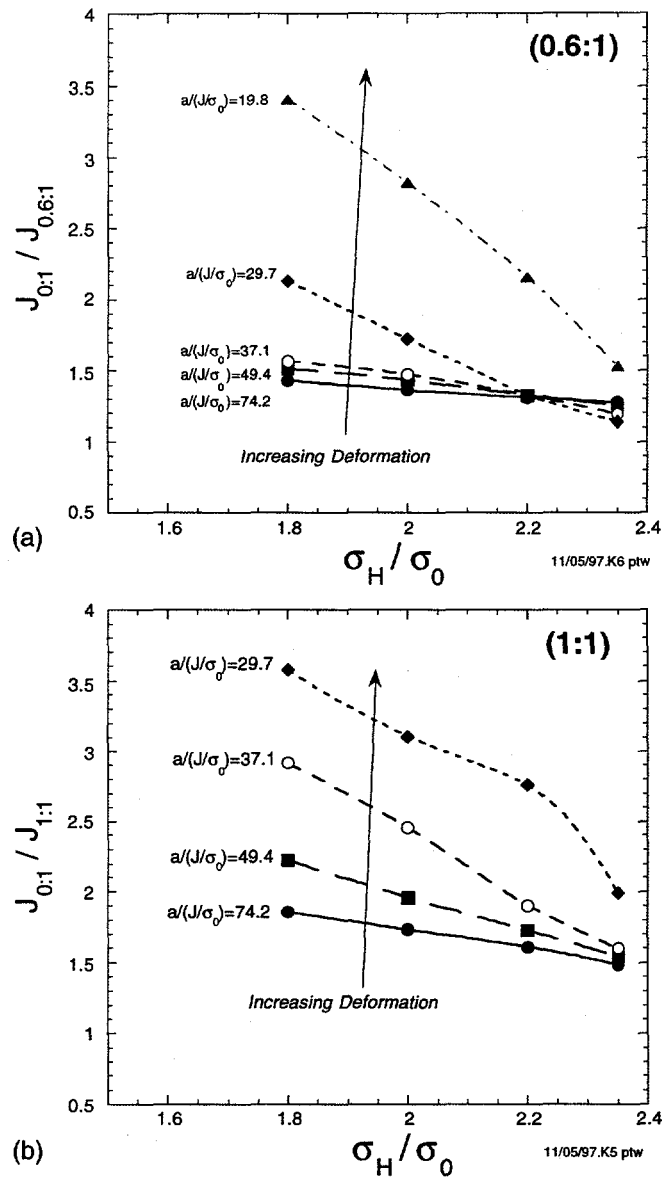 4
(0.6:1)
3.5
a/(J/σ0)=19.8
3
J0:1 / J0.6:1
2.5
a/(J/σ0)=29.7
2
a/(J/σ0)=37.1
1.5
a/(J/σ0)=49.4
a/(J/σ0)=74.2
1
Increasing Deformation
0.5
1.6 1.8 2 2.2 2.4
(a)
σH/σ0
11/05/97.K6 ptw
4
(1:1)
a/(J/σ0)=29.7
3.5
3
a/(J/σ0)=37.1
J0:1 / J1:1
2.5
a/(J/σ0)=49.4
2
a/(J/σ0)=74.2
1.5
Increasing Deformation
1
0.5
1.6 1.8 2 2.2 2.4
(b)
σH/σ0
11/05/97.K5 ptw